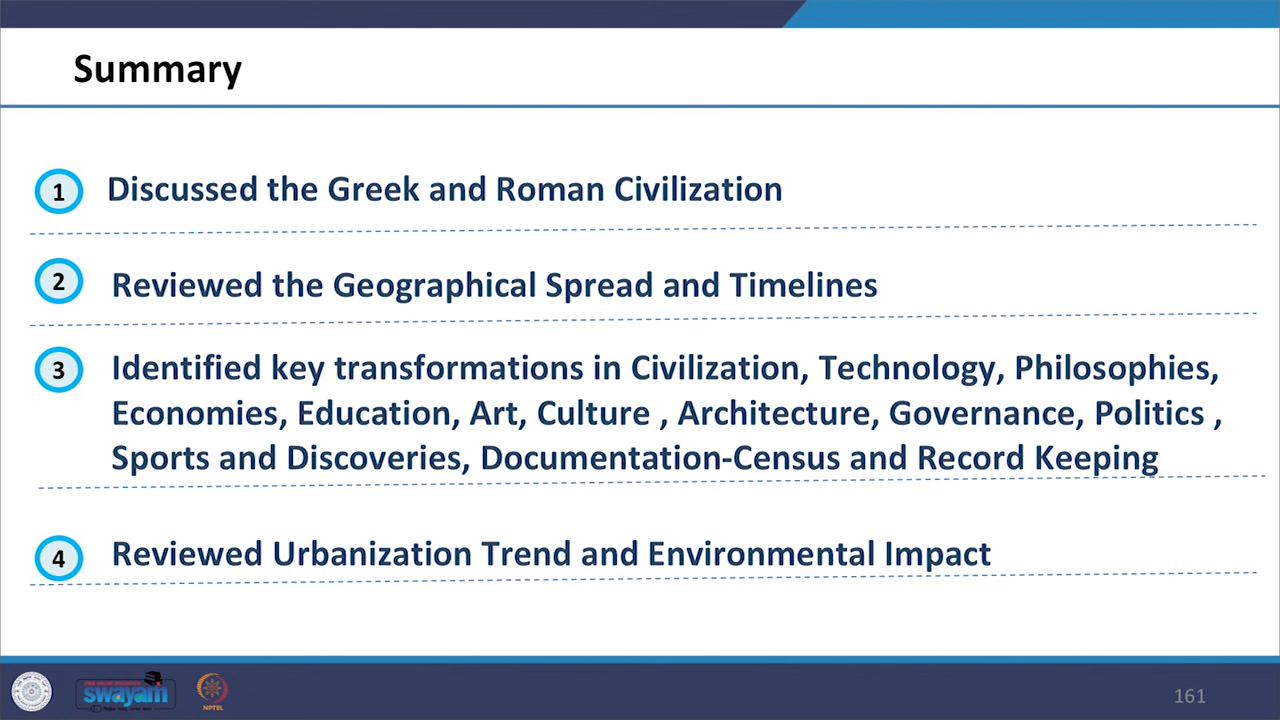 Summary
1 Discussed the Greek and Roman Civilization
2 Reviewed the Geographical Spread and Timelines
3 Identified key transformations in Civilization, Technology, Philosophies,
Economies, Education, Art, Culture , Architecture, Governance, Politics ,
Sports and Discoveries, Documentation-Census and Record Keeping
4 Reviewed Urbanization Trend and Environmental Impact
swayam
NPTEL
161